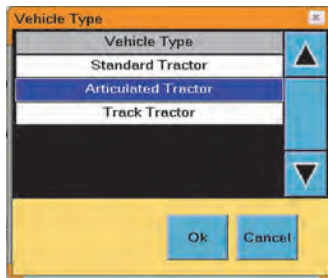 Vehicle Type
Vehicle Type
Standard Tractor
Articulated Tractor
Track Tractor
Ok Cancel